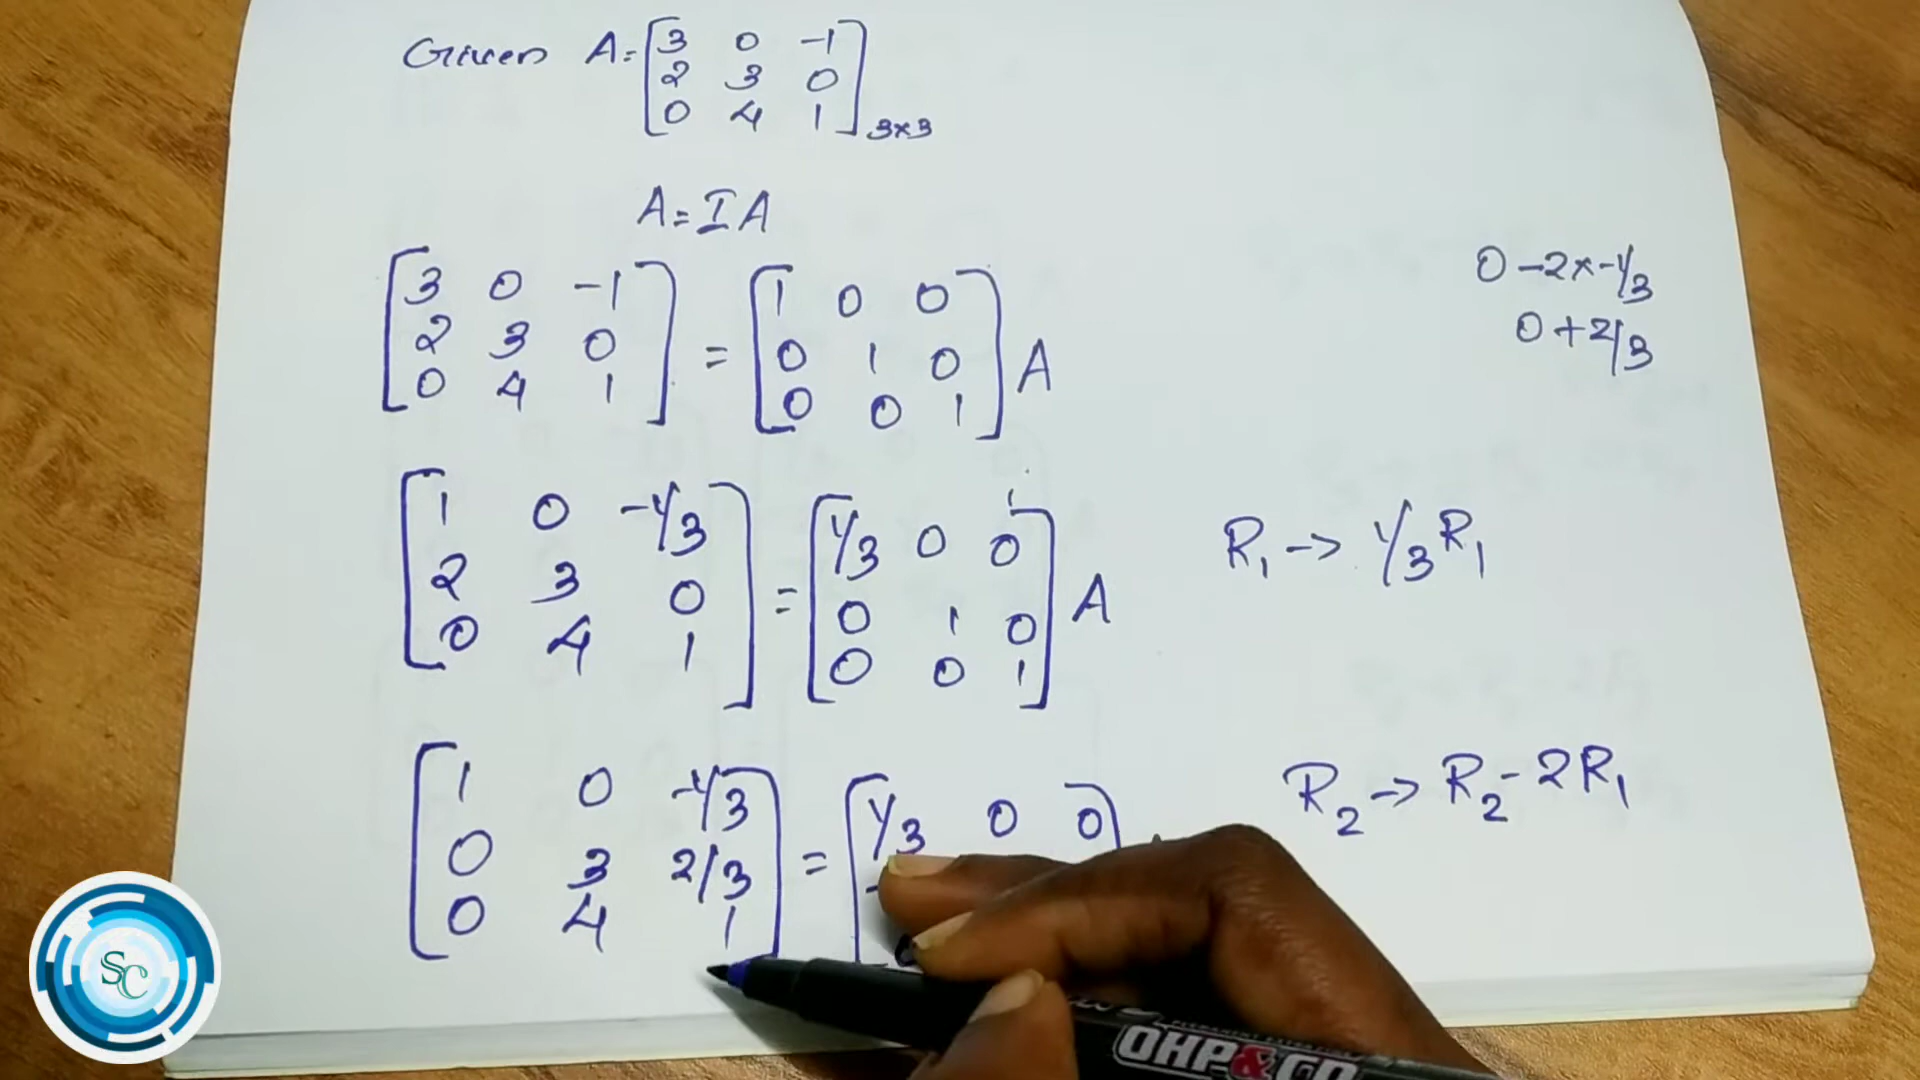 Given A = [3 0 -1
2 3 0
0 4 1] 3×3
A = IA
[3 0 -1
2 3 0
0 4 1] = [1 0 0
0 1 0
0 0 1] A
0 - 2 × -1/3
0 + 2/3
[1 0 -1/3
2 3 0
0 4 1] = [1/3 0 0
0 1 0
0 0 1] A
R1 → 1/3 R1
[1 0 -1/3
0 3 2/3
0 4 1] = [1/3 0 0
R2 → R2 - 2R1
SC
OHP&CD